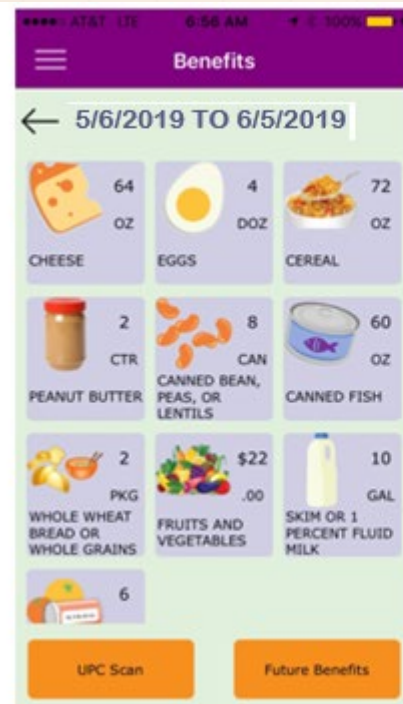 AT&T LTE 6:56 AM 100%
Benefits
5/6/2019 TO 6/5/2019
64
OZ
CHEESE
4
DOZ
EGGS
72
OZ
CEREAL
2
CTR
PEANUT BUTTER
8
CAN
CANNED BEAN,
PEAS, OR
LENTILS
60
OZ
CANNED FISH
2
PKG
WHOLE WHEAT
BREAD OR
WHOLE GRAINS
$22
.00
FRUITS AND
VEGETABLES
10
GAL
SKIM OR 1
PERCENT FLUID
MILK
6
UPC Scan
Future Benefits